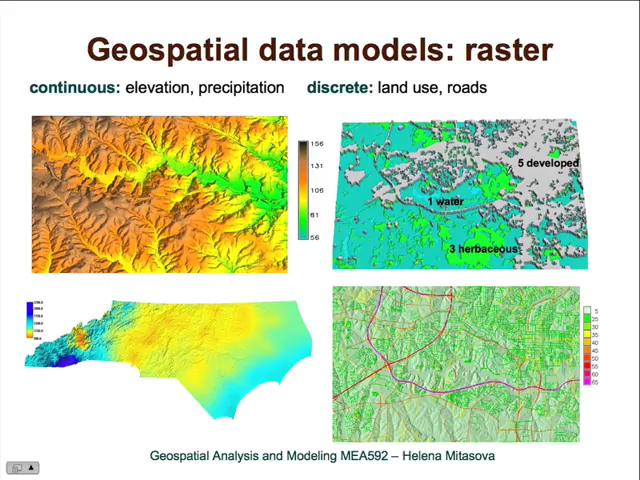 Geospatial data models: raster
continuous: elevation, precipitation
discrete: land use, roads
156
131
106
81
56
5 developed
1 water
3 herbaceous
5
25
30
35
40
45
50
55
60
65
Geospatial Analysis and Modeling MEA592 – Helena Mitasova